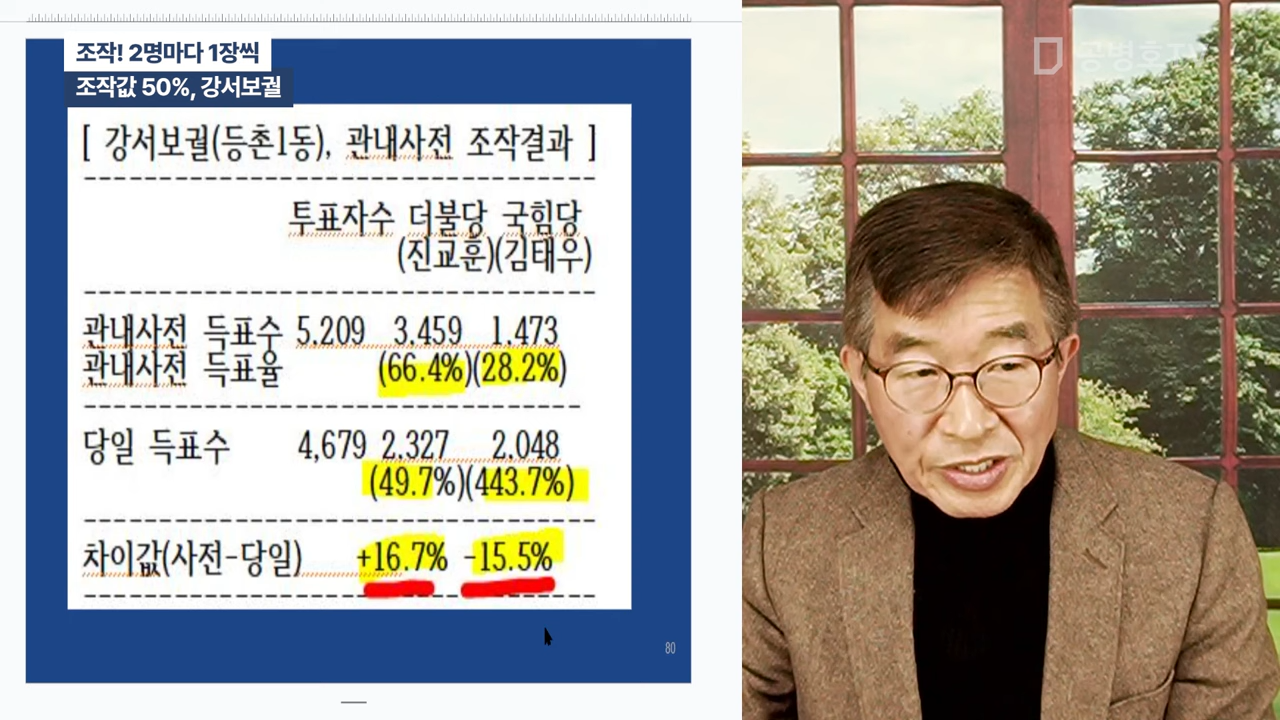 조작! 2명마다 1장씩
조작값 50%, 강서보궐
[ 강서보궐(등촌1동), 관내사전 조작결과 ]
투표자수 더불당 국힘당
(진교훈)(김태우)
관내사전 득표수 5.209 3.459 1.473
관내사전 득표율 (66.4%)(28.2%)
당일 득표수 4,679 2.327 2.048
(49.7%)(443.7%)
차이값(사전-당일) +16.7% -15.5%
80
공병호TV